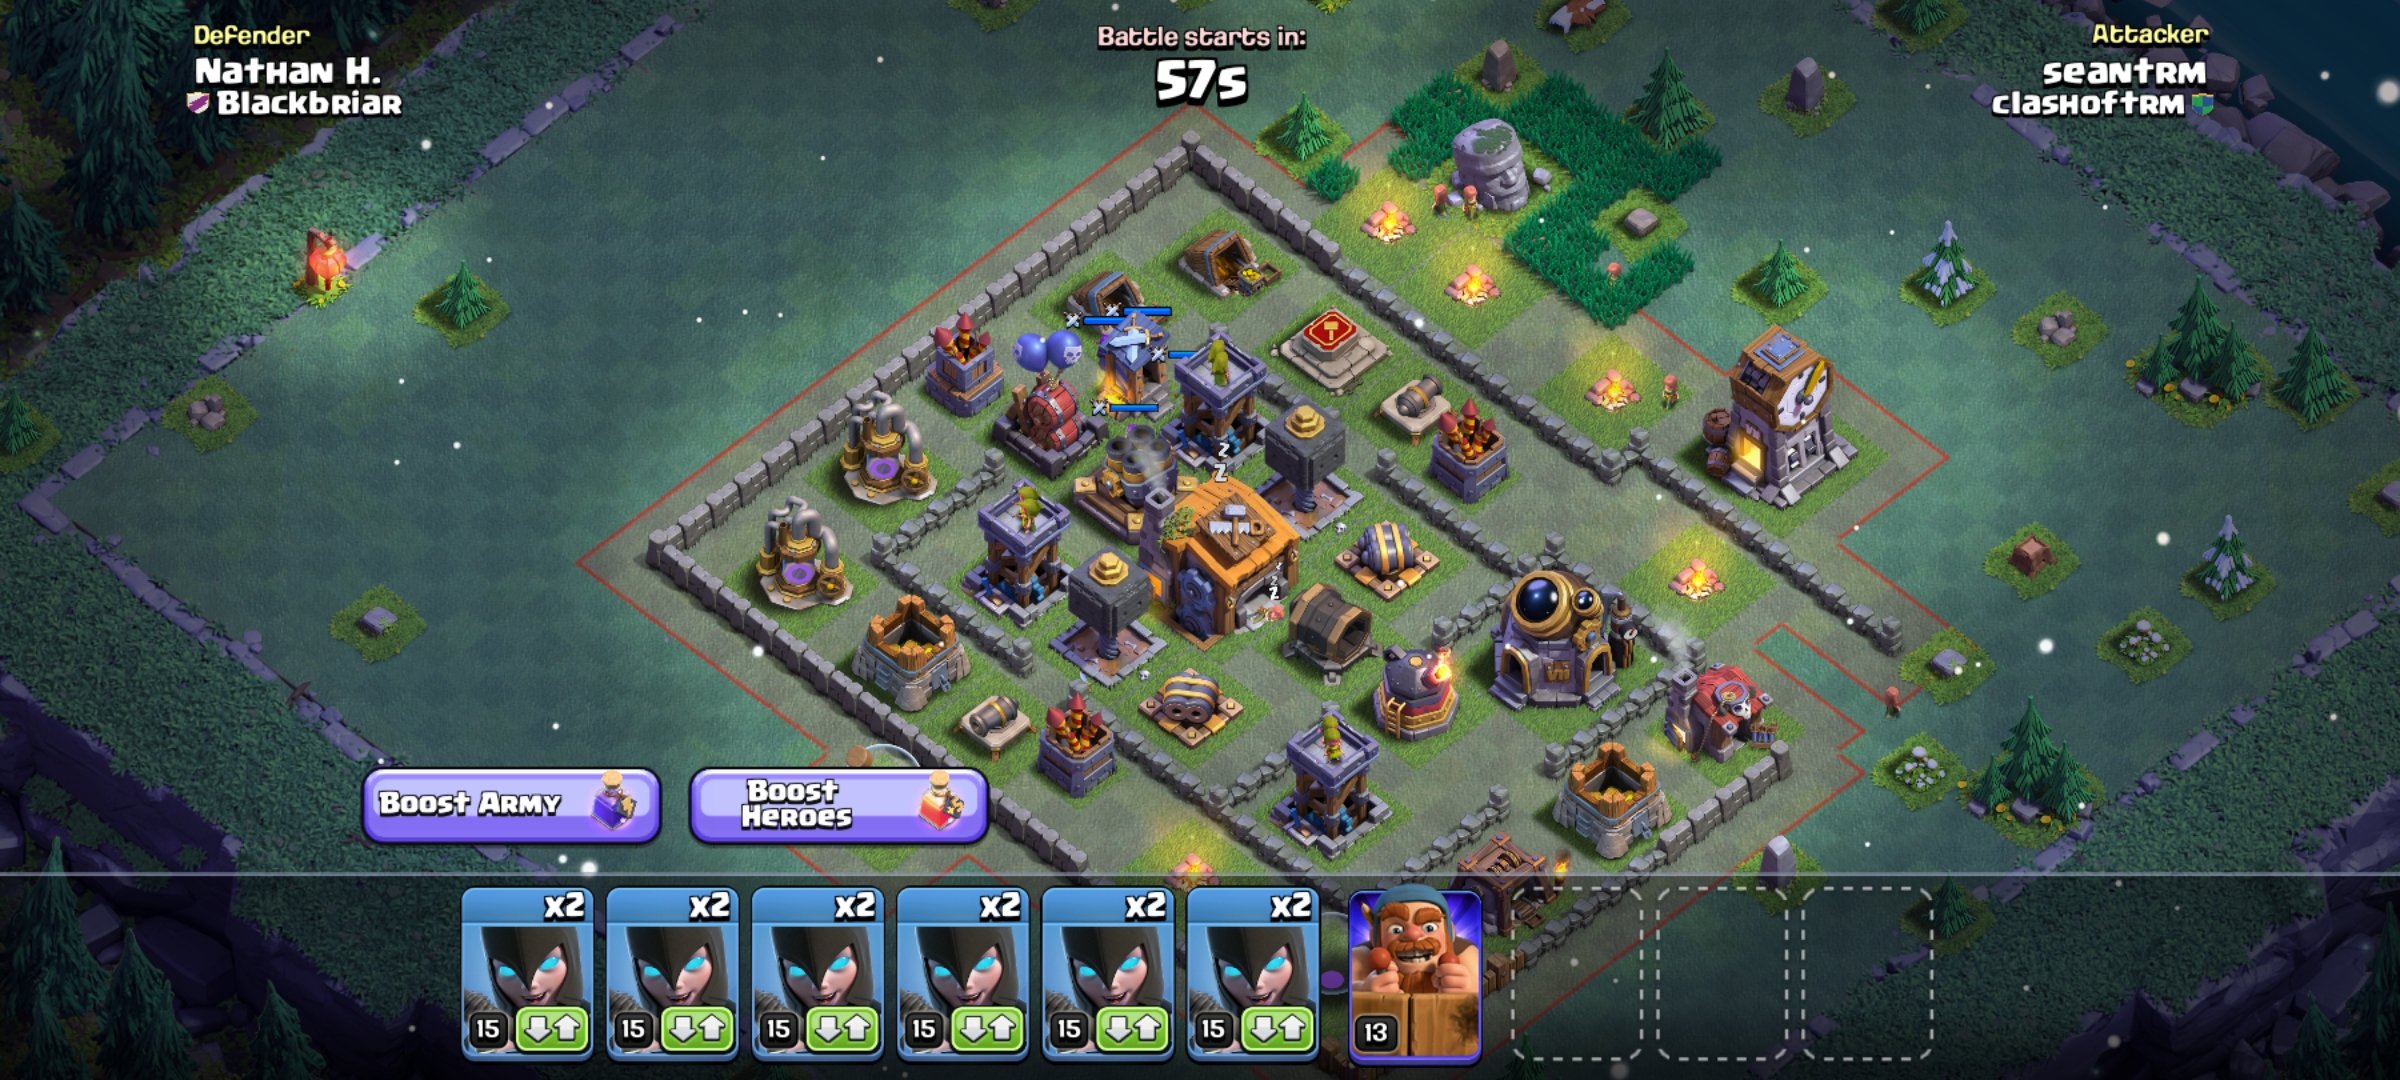 Defender
Nathan H.
Blackbriar
Battle starts in:
57s
Attacker
seantRM
clashoftRM
z
z
z
z
VII
Boost Army
Boost
Heroes
x2
x2
x2
x2
x2
x2
15
15
15
15
15
15
13